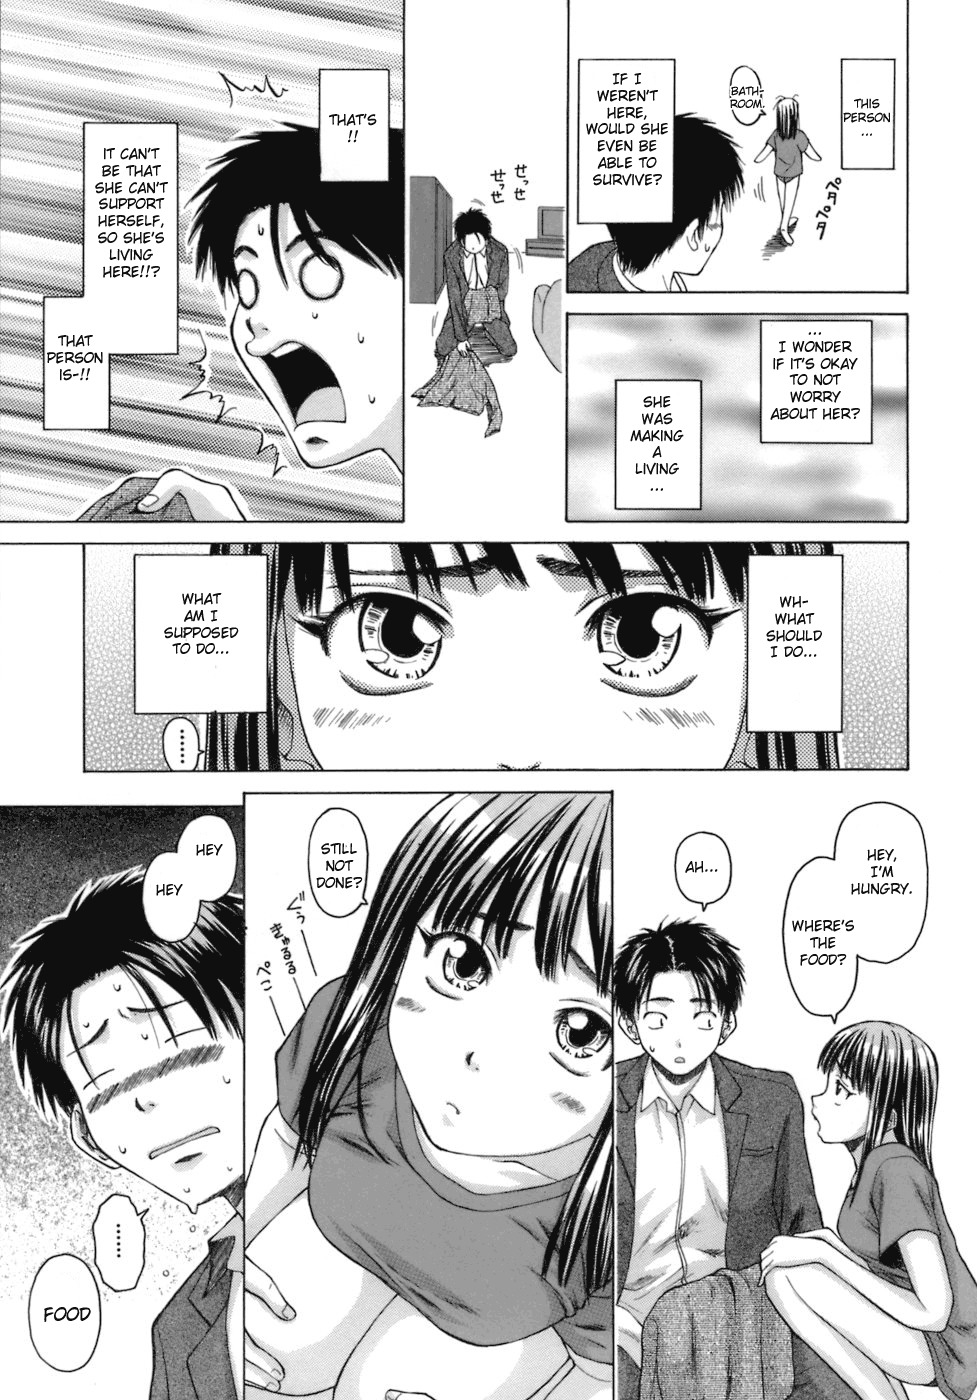 THIS
PERSON
...
BATH-
ROOM.
ペタ
ペタ
IF I
WEREN'T
HERE,
WOULD SHE
EVEN BE
ABLE TO
SURVIVE?
...
I WONDER
IF IT'S OKAY
TO NOT
WORRY
ABOUT HER?
SHE
WAS
MAKING
A
LIVING
...
せっせ
せっせ
THAT'S
!!
IT CAN'T
BE THAT
SHE CAN'T
SUPPORT
HERSELF,
SO SHE'S
LIVING
HERE!!?
THAT
PERSON
IS-!!
WH-
WHAT
SHOULD
I DO...
WHAT
AM I
SUPPOSED
TO DO...
......
HEY,
I'M
HUNGRY.
WHERE'S
THE
FOOD?
AH...
STILL
NOT
DONE?
ぐぅ
きゅるる
ぺこ
HEY
HEY
......
FOOD